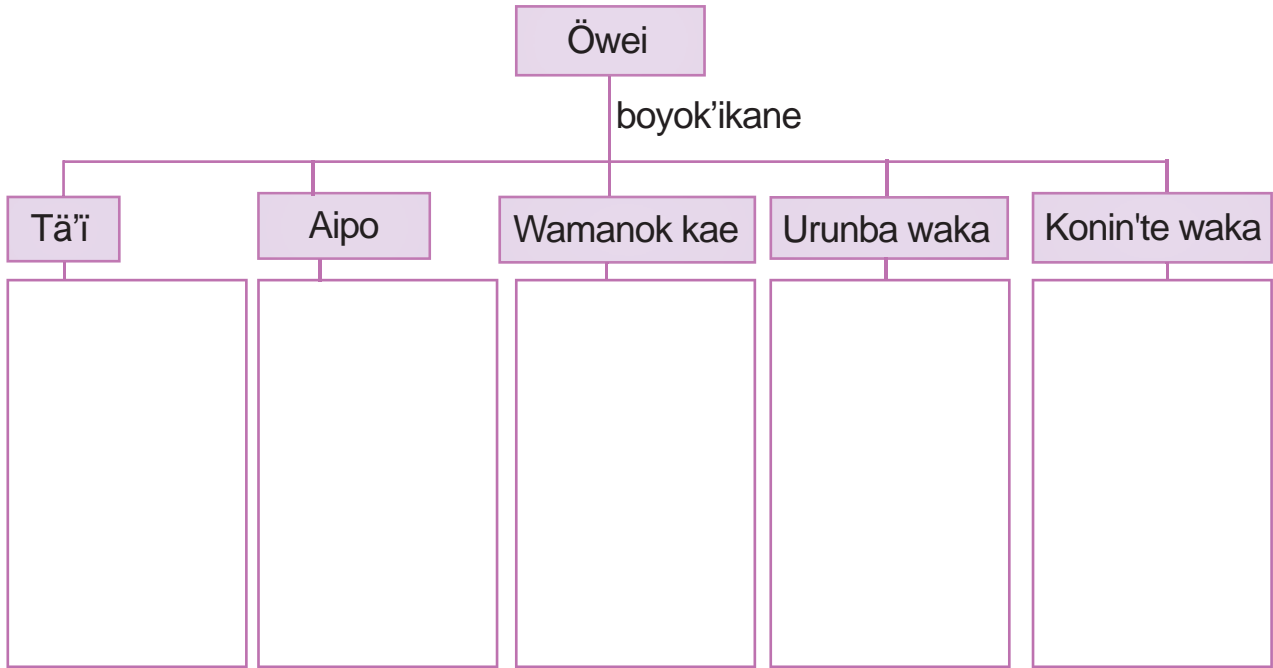 Öwei
boyok’ikane
Tä’ï
Aipo
Wamanok kae
Urunba waka
Konin'te waka